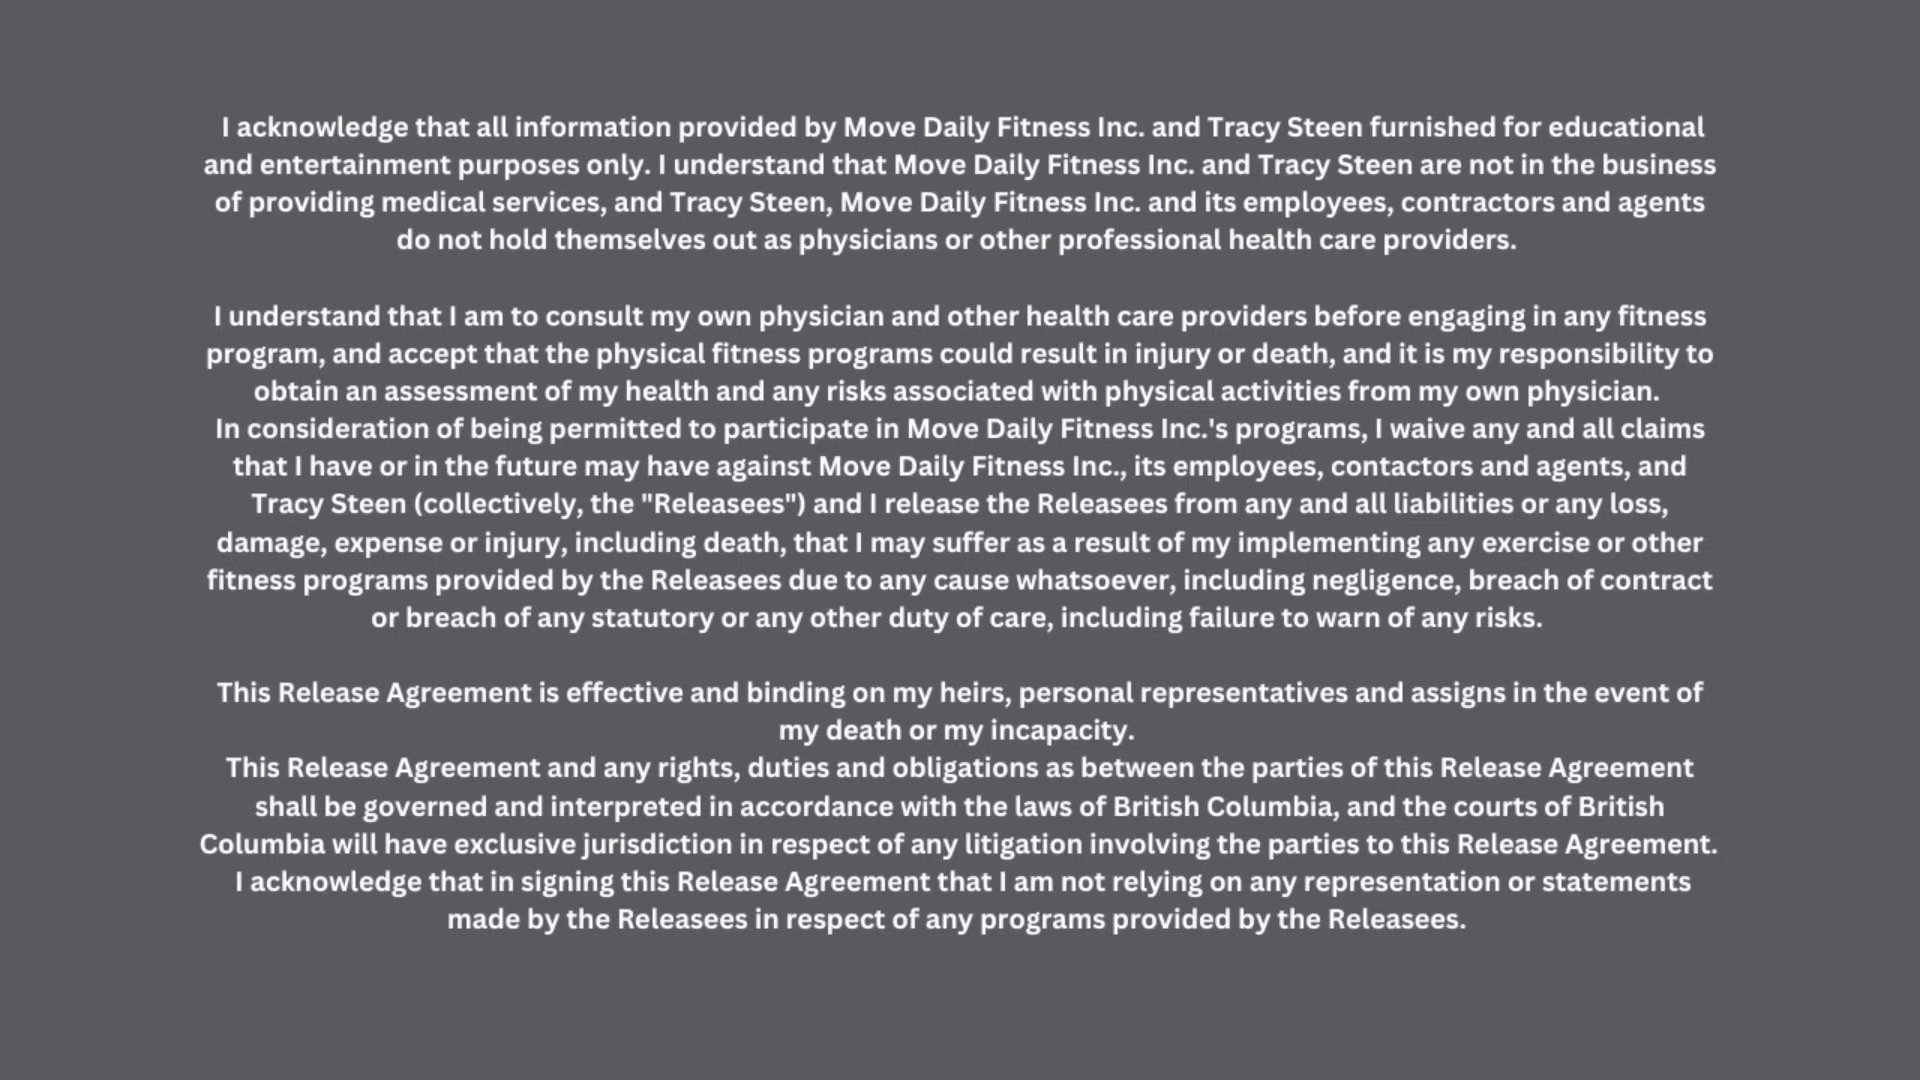 I acknowledge that all information provided by Move Daily Fitness Inc. and Tracy Steen furnished for educational
and entertainment purposes only. I understand that Move Daily Fitness Inc. and Tracy Steen are not in the business
of providing medical services, and Tracy Steen, Move Daily Fitness Inc. and its employees, contractors and agents
do not hold themselves out as physicians or other professional health care providers.
I understand that I am to consult my own physician and other health care providers before engaging in any fitness
program, and accept that the physical fitness programs could result in injury or death, and it is my responsibility to
obtain an assessment of my health and any risks associated with physical activities from my own physician.
In consideration of being permitted to participate in Move Daily Fitness Inc.'s programs, I waive any and all claims
that I have or in the future may have against Move Daily Fitness Inc., its employees, contactors and agents, and
Tracy Steen (collectively, the "Releasees") and I release the Releasees from any and all liabilities or any loss,
damage, expense or injury, including death, that I may suffer as a result of my implementing any exercise or other
fitness programs provided by the Releasees due to any cause whatsoever, including negligence, breach of contract
or breach of any statutory or any other duty of care, including failure to warn of any risks.
This Release Agreement is effective and binding on my heirs, personal representatives and assigns in the event of
my death or my incapacity.
This Release Agreement and any rights, duties and obligations as between the parties of this Release Agreement
shall be governed and interpreted in accordance with the laws of British Columbia, and the courts of British
Columbia will have exclusive jurisdiction in respect of any litigation involving the parties to this Release Agreement.
I acknowledge that in signing this Release Agreement that I am not relying on any representation or statements
made by the Releasees in respect of any programs provided by the Releasees.